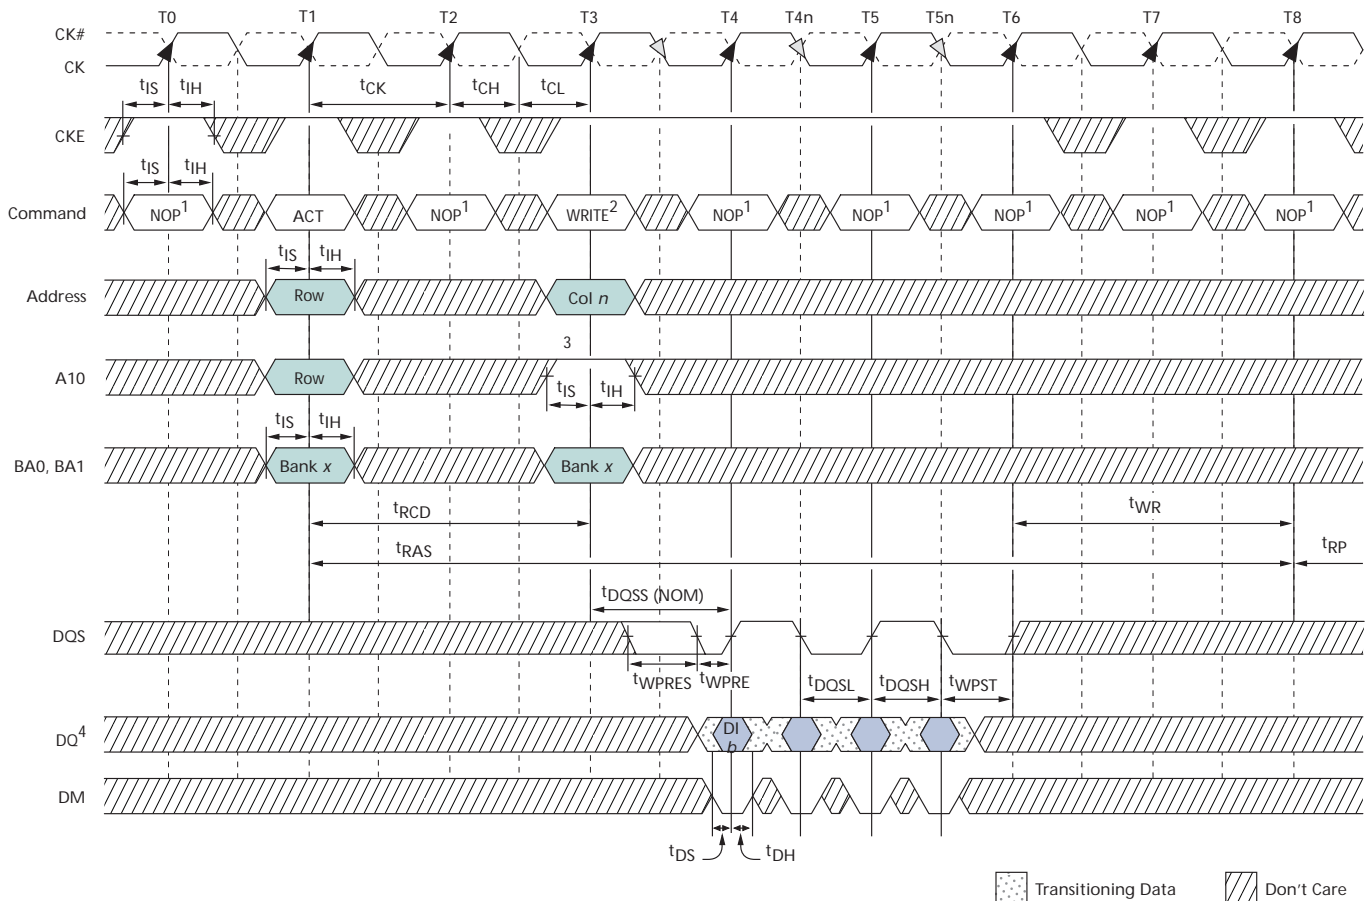 T0 T1 T2 T3 T4 T4n T5 T5n T6 T7 T8
CK#
CK
tIS tIH tCK tCH tCL
CKE
tIS tIH
Command NOP1 ACT NOP1 WRITE2 NOP1 NOP1 NOP1 NOP1 NOP1
tIS tIH
Address Row Col n
3
A10 Row
tIS tIH
tIS tIH
BA0, BA1 Bank x Bank x
tRCD tWR
tRAS tRP
tDQSS (NOM)
DQS
tWPRES tWPRE tDQSL tDQSH tWPST
DQ4 DI
b
DM
tDS tDH
Transitioning Data Don't Care